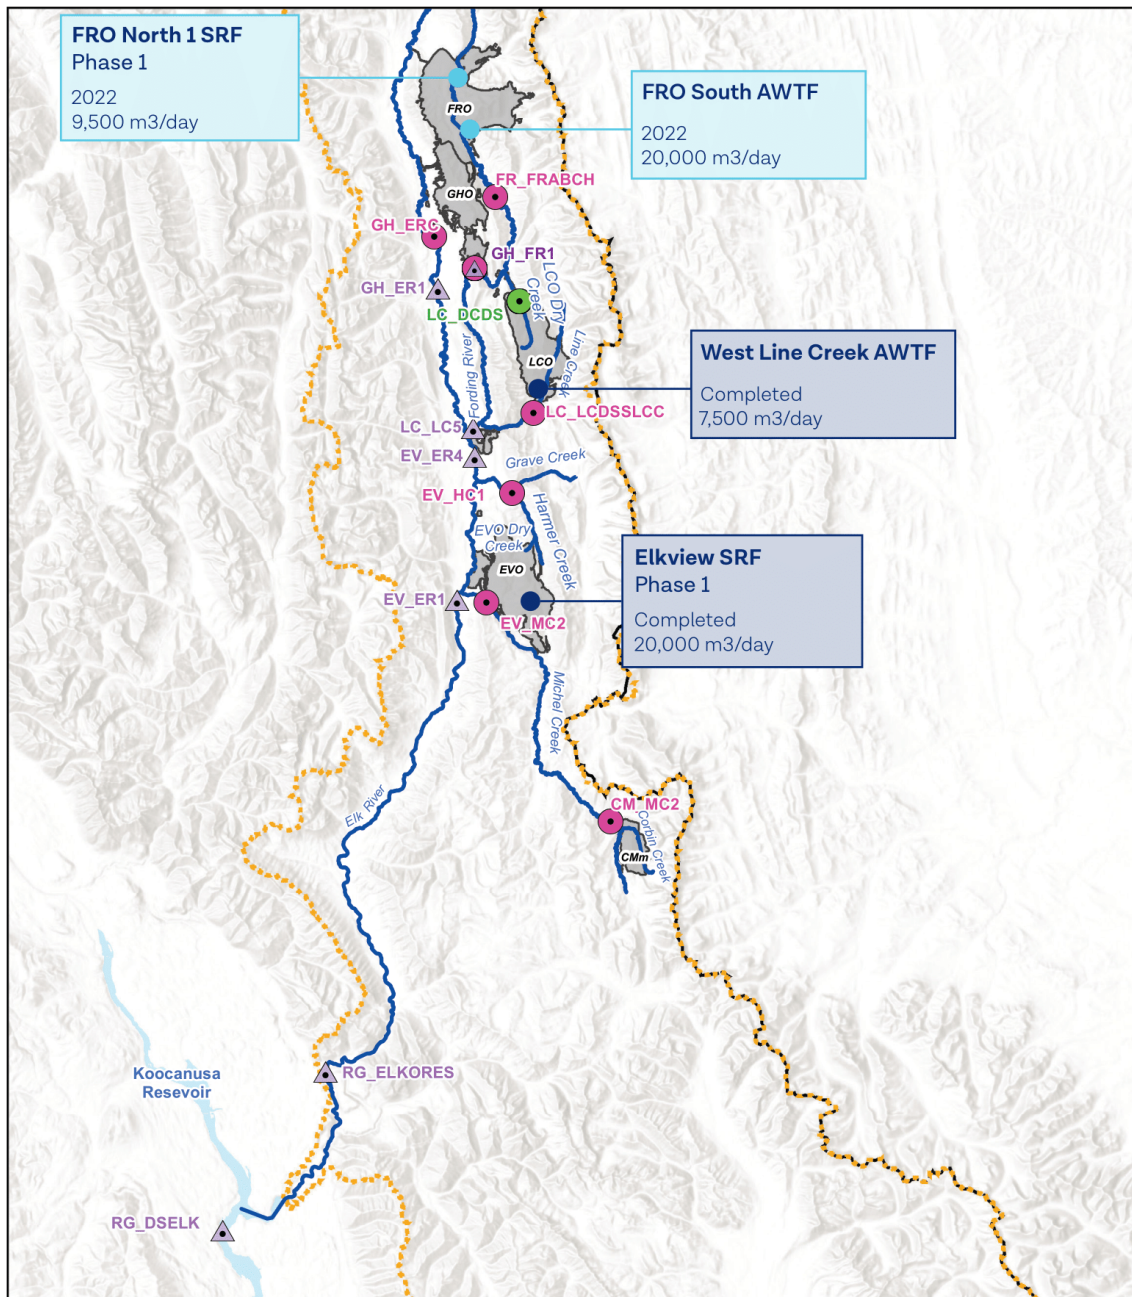 FRO North 1 SRF
Phase 1
2022
9,500 m3/day
FRO South AWTF
2022
20,000 m3/day
FRO
FR_FRABCH
GHO
GH_ERC
GH_FR1
GH_ER1
LCO Dry
Creek
LC_DCDS
Line Creek
Fording River
LCO
West Line Creek AWTF
Completed
7,500 m3/day
LC_LCDSSLCC
LC_LC5
EV_ER4
Grave Creek
EV_HC1
Harmer Creek
EVO Dry
Creek
EVO
Elkview SRF
Phase 1
Completed
20,000 m3/day
EV_ER1
EV_MC2
Michel Creek
Elk River
CM_MC2
Corbin Creek
CMm
Koocanusa
Resevoir
RG_ELKORES
RG_DSELK